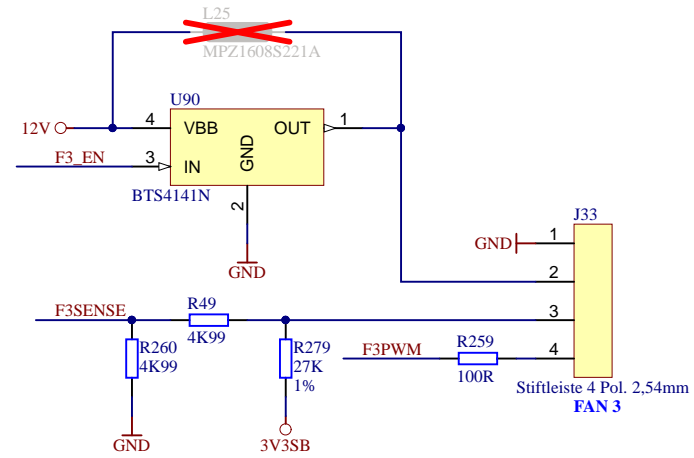 L25
MPZ1608S221A
U90
12V
4
VBB
OUT
1
F3_EN
3
IN
GND
BTS4141N
2
GND
J33
GND
1
2
F3SENSE
R49
4K99
3
R260
4K99
R279
27K
1%
F3PWM
R259
100R
4
Stiftleiste 4 Pol. 2,54mm
FAN 3
GND
3V3SB